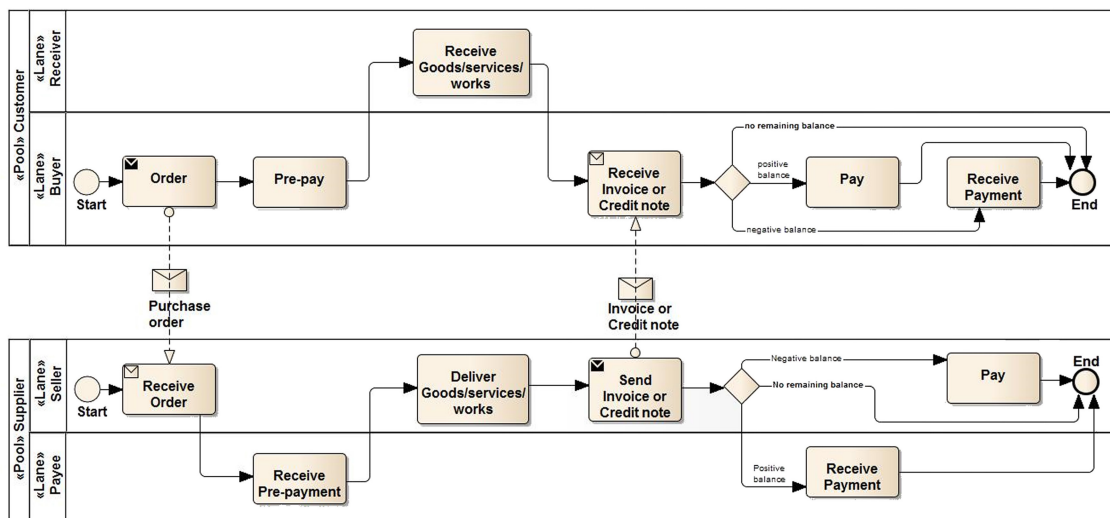 «Pool» Customer
«Lane»
Receiver
Receive
Goods/services/
works
«Lane»
Buyer
Start
Order
Pre-pay
Receive
Invoice or
Credit note
no remaining balance
positive
balance
negative balance
Pay
Receive
Payment
End
Purchase
order
Invoice or
Credit note
«Pool» Supplier
«Lane»
Seller
Start
Receive
Order
Deliver
Goods/services/
works
Send
Invoice or
Credit note
Negative balance
No remaining balance
Pay
End
«Lane»
Payee
Receive
Pre-payment
Positive
balance
Receive
Payment